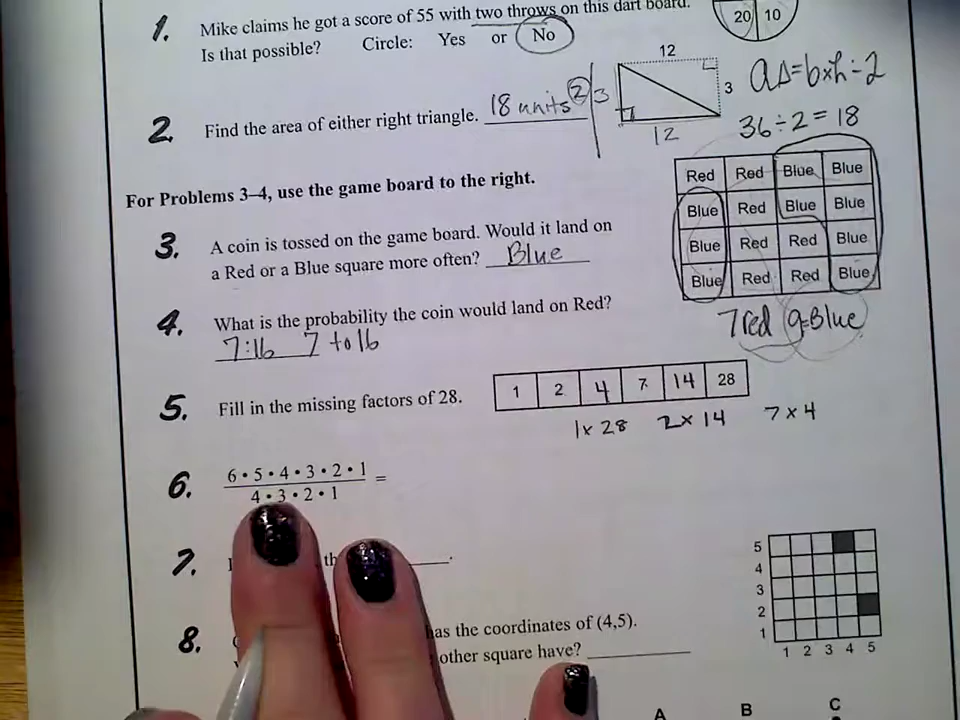 1. Mike claims he got a score of 55 with two throws on this dart board.
Is that possible? Circle: Yes or No
20 10
2. Find the area of either right triangle. 18 units²
3 12 3 12
a△=b×h÷2
36÷2=18
For Problems 3–4, use the game board to the right.
Red Red Blue Blue
Blue Red Blue Blue
Blue Red Red Blue
Blue Red Red Blue
7 red 9=Blue
3. A coin is tossed on the game board. Would it land on
a Red or a Blue square more often? Blue
4. What is the probability the coin would land on Red?
7:16 7 to 16
5. Fill in the missing factors of 28. 1 2 4 7 14 28
1x 28 2x 14 7 x 4
6. 6 • 5 • 4 • 3 • 2 • 1 =
4 • 3 • 2 • 1
7.
8. has the coordinates of (4,5).
other square have?
5
4
3
2
1
1 2 3 4 5
A B C